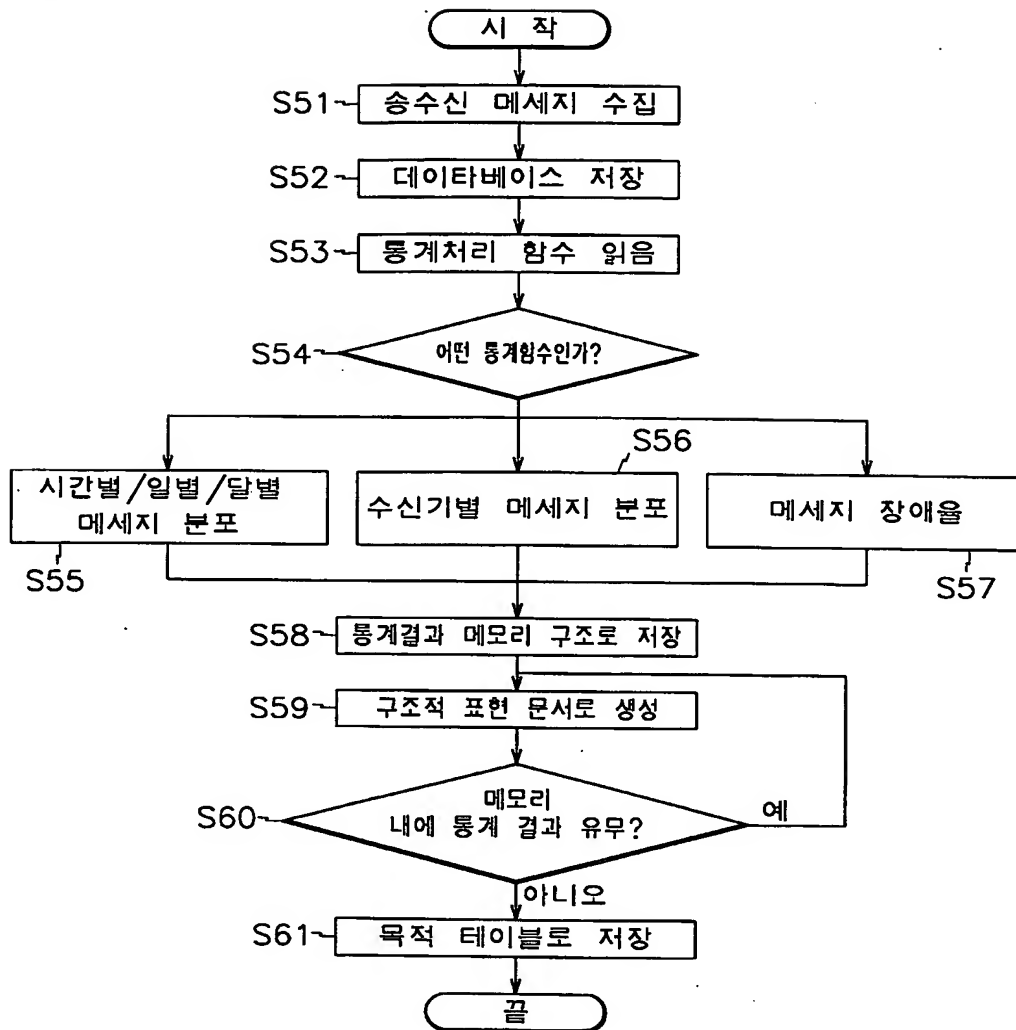 시 작
S51
송수신 메세지 수집
S52
데이타베이스 저장
S53
통계처리 함수 읽음
S54
어떤 통계함수인가?
S56
시간별/일별/달별
메세지 분포
수신기별 메세지 분포
메세지 장애율
S55
S57
S58
통계결과 메모리 구조로 저장
S59
구조적 표현 문서로 생성
S60
메모리
내에 통계 결과 유무?
예
아니오
S61
목적 테이블로 저장
끝